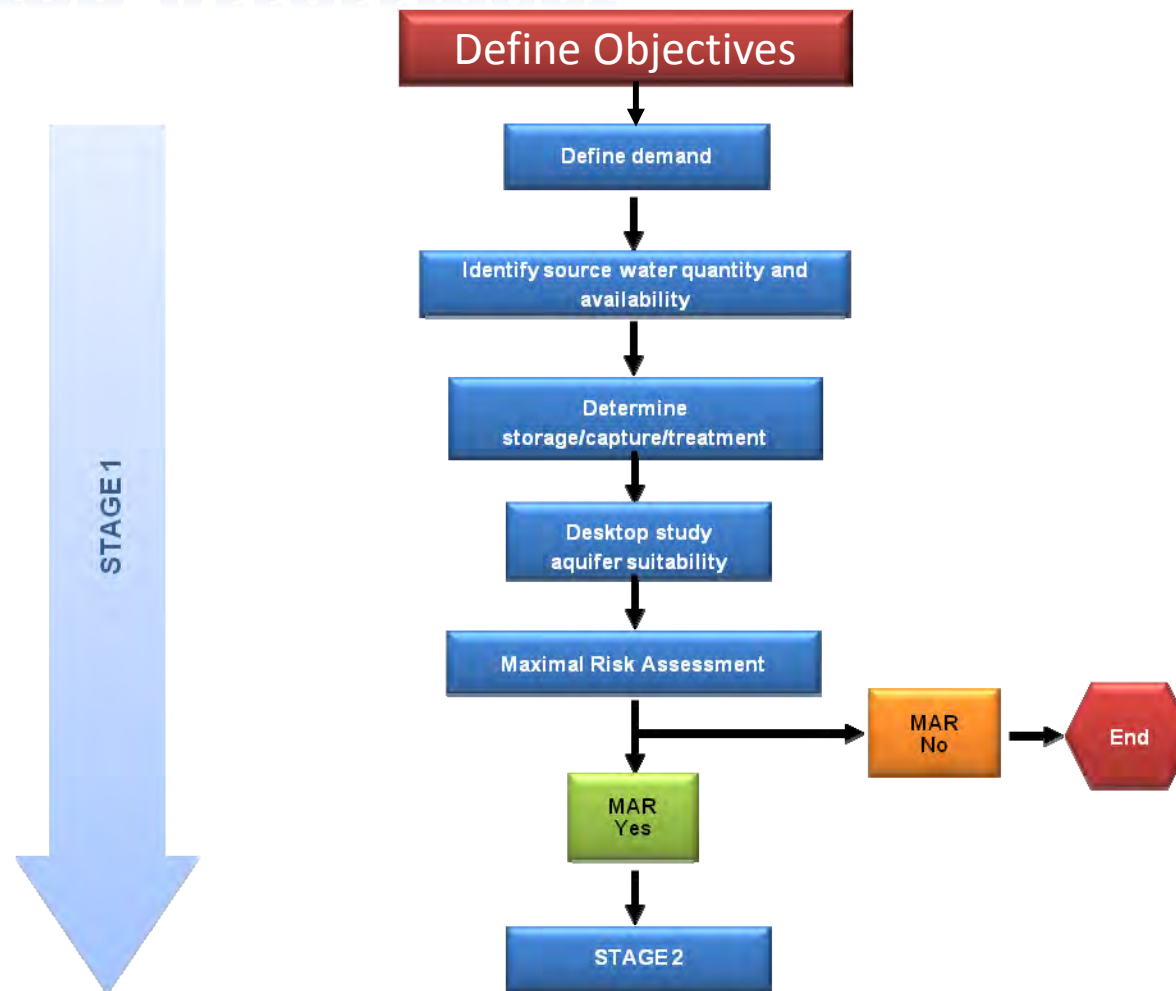 Define Objectives
Define demand
Identify source water quantity and
availability
Determine
storage/capture/treatment
Desktop study
aquifer suitability
Maximal Risk Assessment
MAR
No
End
MAR
Yes
STAGE 2
STAGE 1